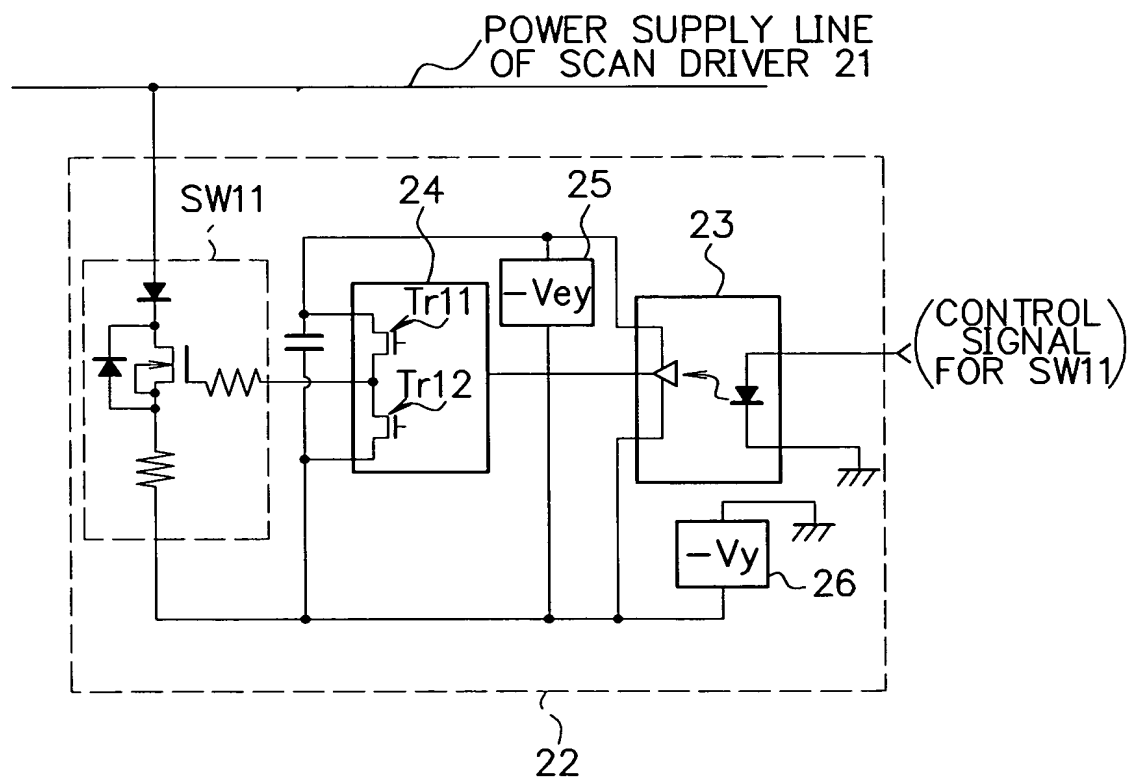 POWER SUPPLY LINE
OF SCAN DRIVER 21
SW11
24
25
23
Tr11
-Vey
Tr12
(CONTROL
SIGNAL
FOR SW11)
-Vy
26
22